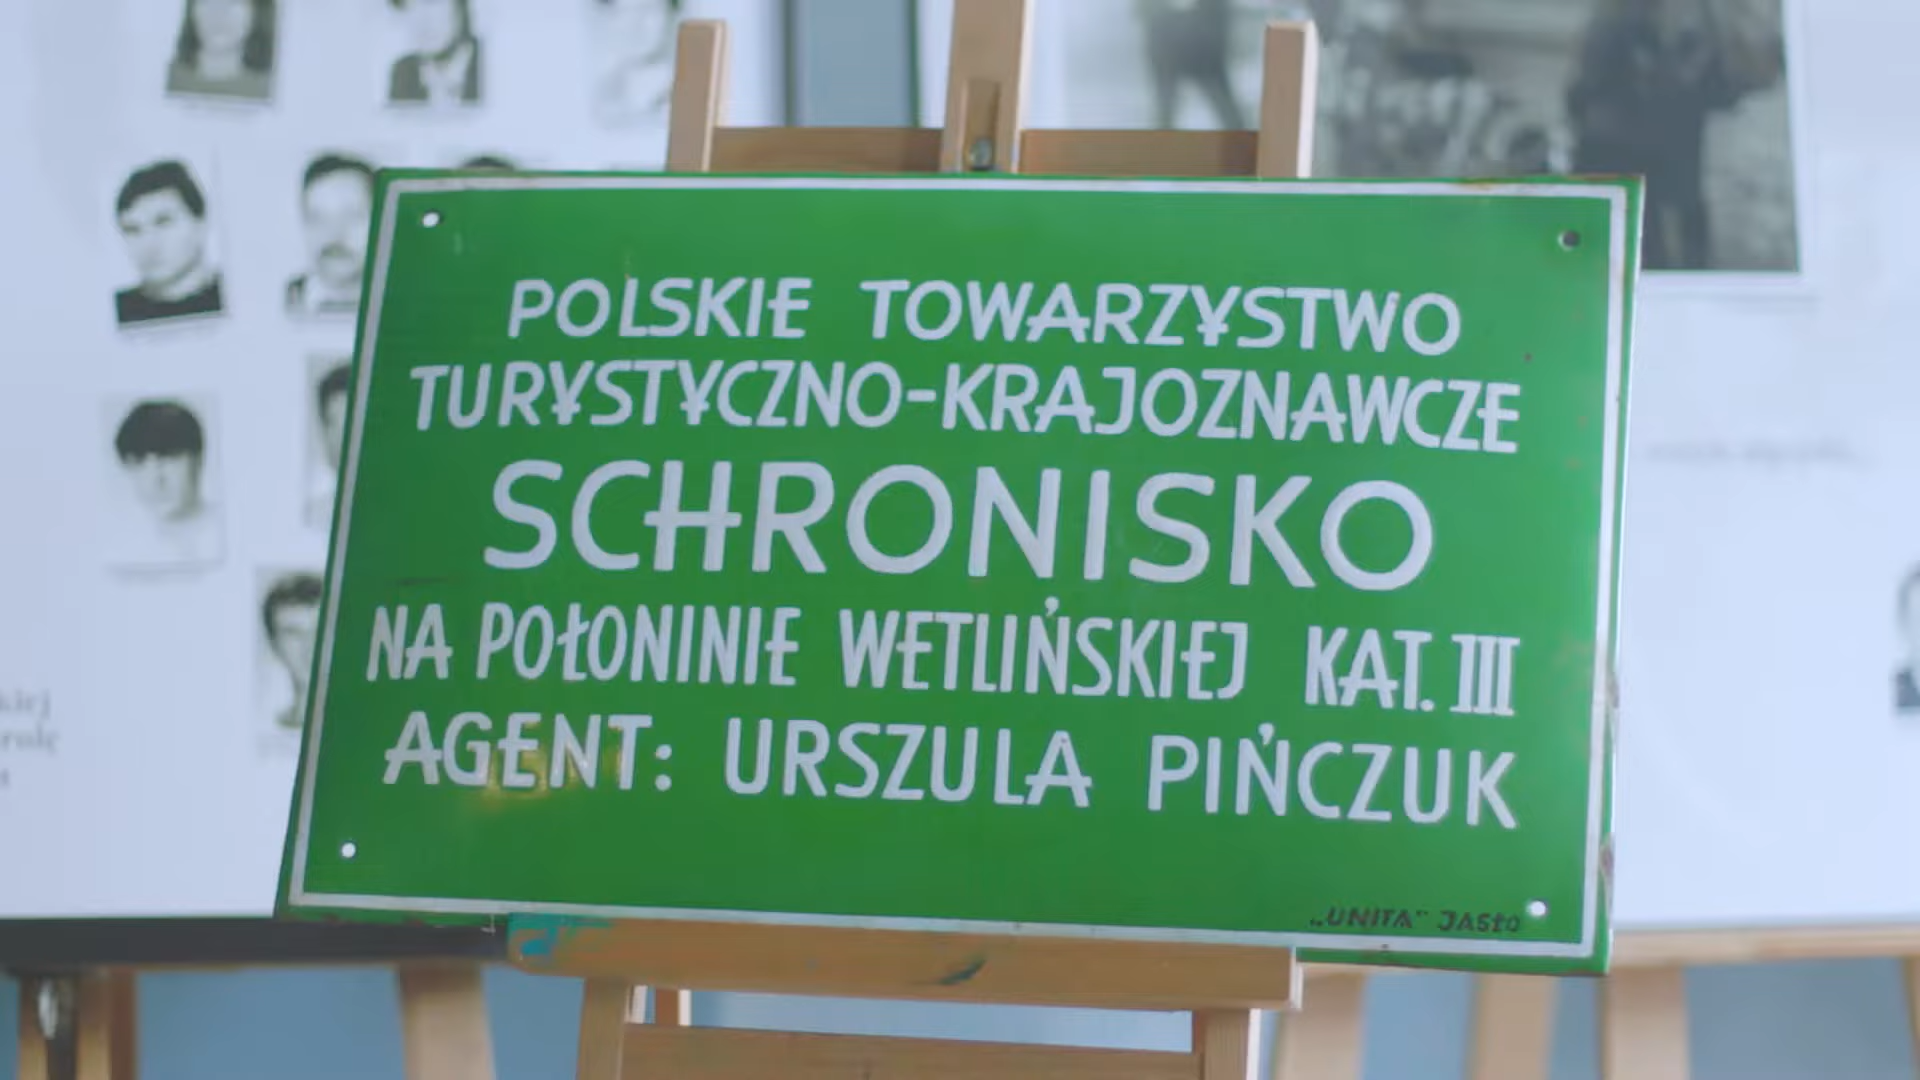 POLSKIE TOWARZYSTWO
TURYSTYCZNO-KRAJOZNAWCZE
SCHRONISKO
NA POŁONINIE WETLIŃSKIEJ KAT. III
AGENT: URSZULA PIŃCZUK
„UNITA" JASŁO